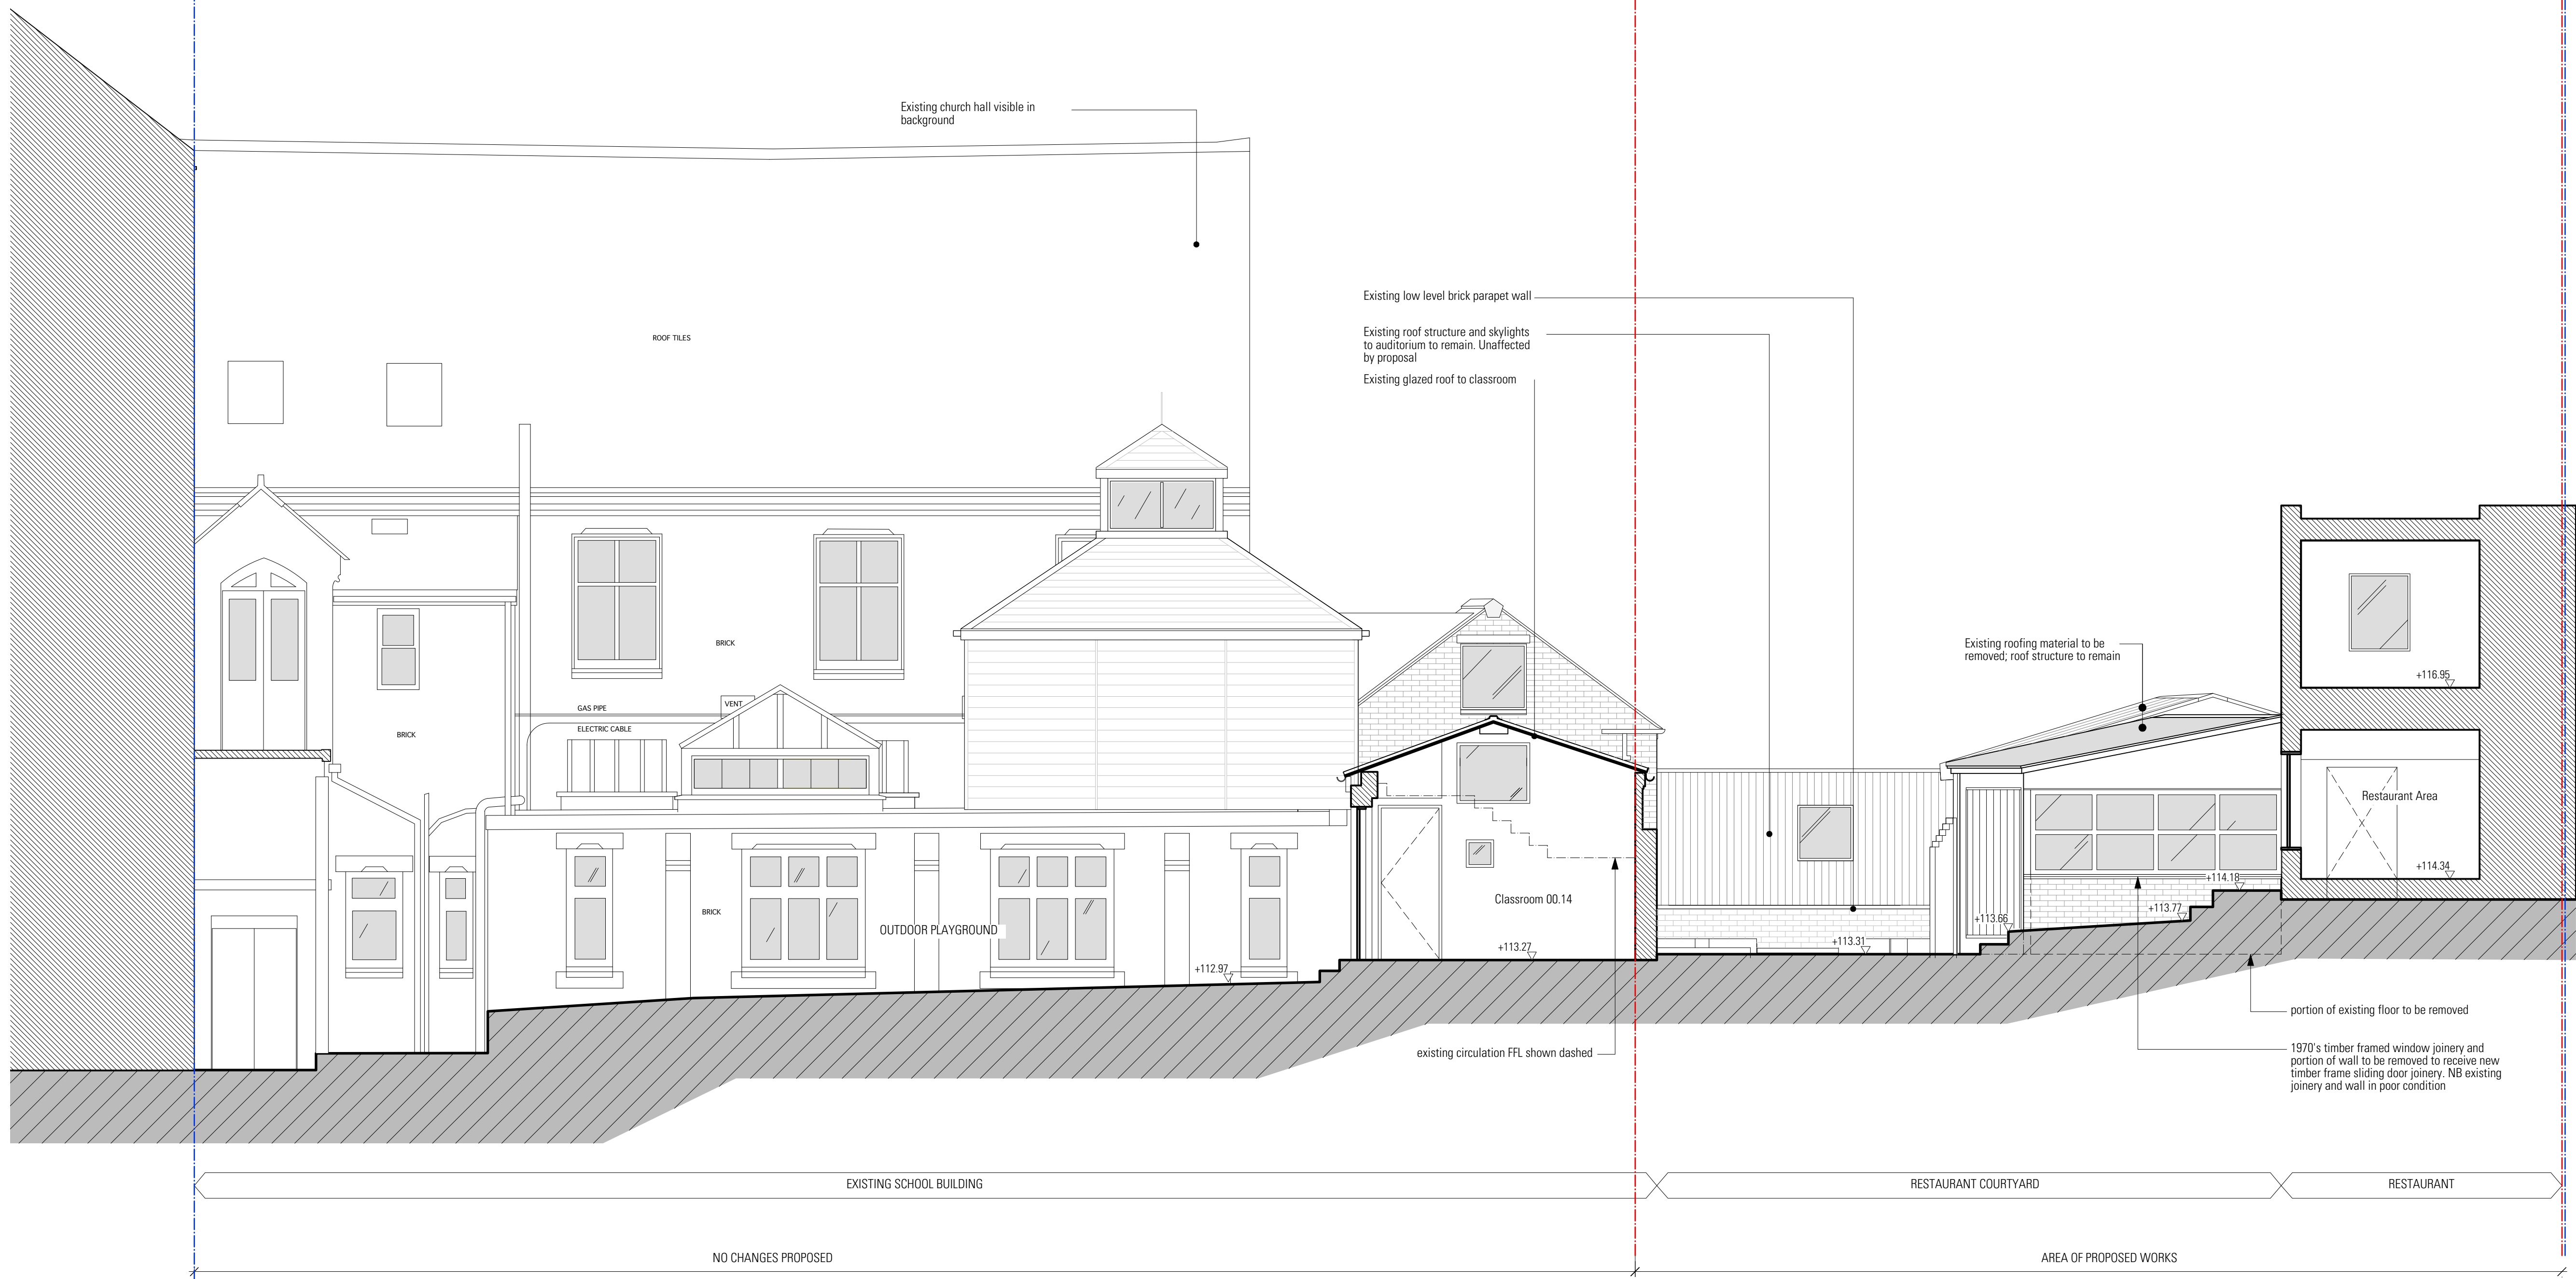 Existing church hall visible in
background
Existing low level brick parapet wall
Existing roof structure and skylights
to auditorium to remain. Unaffected
by proposal
Existing glazed roof to classroom
ROOF TILES
BRICK
BRICK
GAS PIPE
VENT
ELECTRIC CABLE
BRICK
OUTDOOR PLAYGROUND
+112.97
Classroom 00.14
+113.27
existing circulation FFL shown dashed
+113.31
Existing roofing material to be
removed; roof structure to remain
+116.95
Restaurant Area
+114.34
+114.18
+113.77
+113.66
portion of existing floor to be removed
1970's timber framed window joinery and
portion of wall to be removed to receive new
timber frame sliding door joinery. NB existing
joinery and wall in poor condition
EXISTING SCHOOL BUILDING
RESTAURANT COURTYARD
RESTAURANT
NO CHANGES PROPOSED
AREA OF PROPOSED WORKS